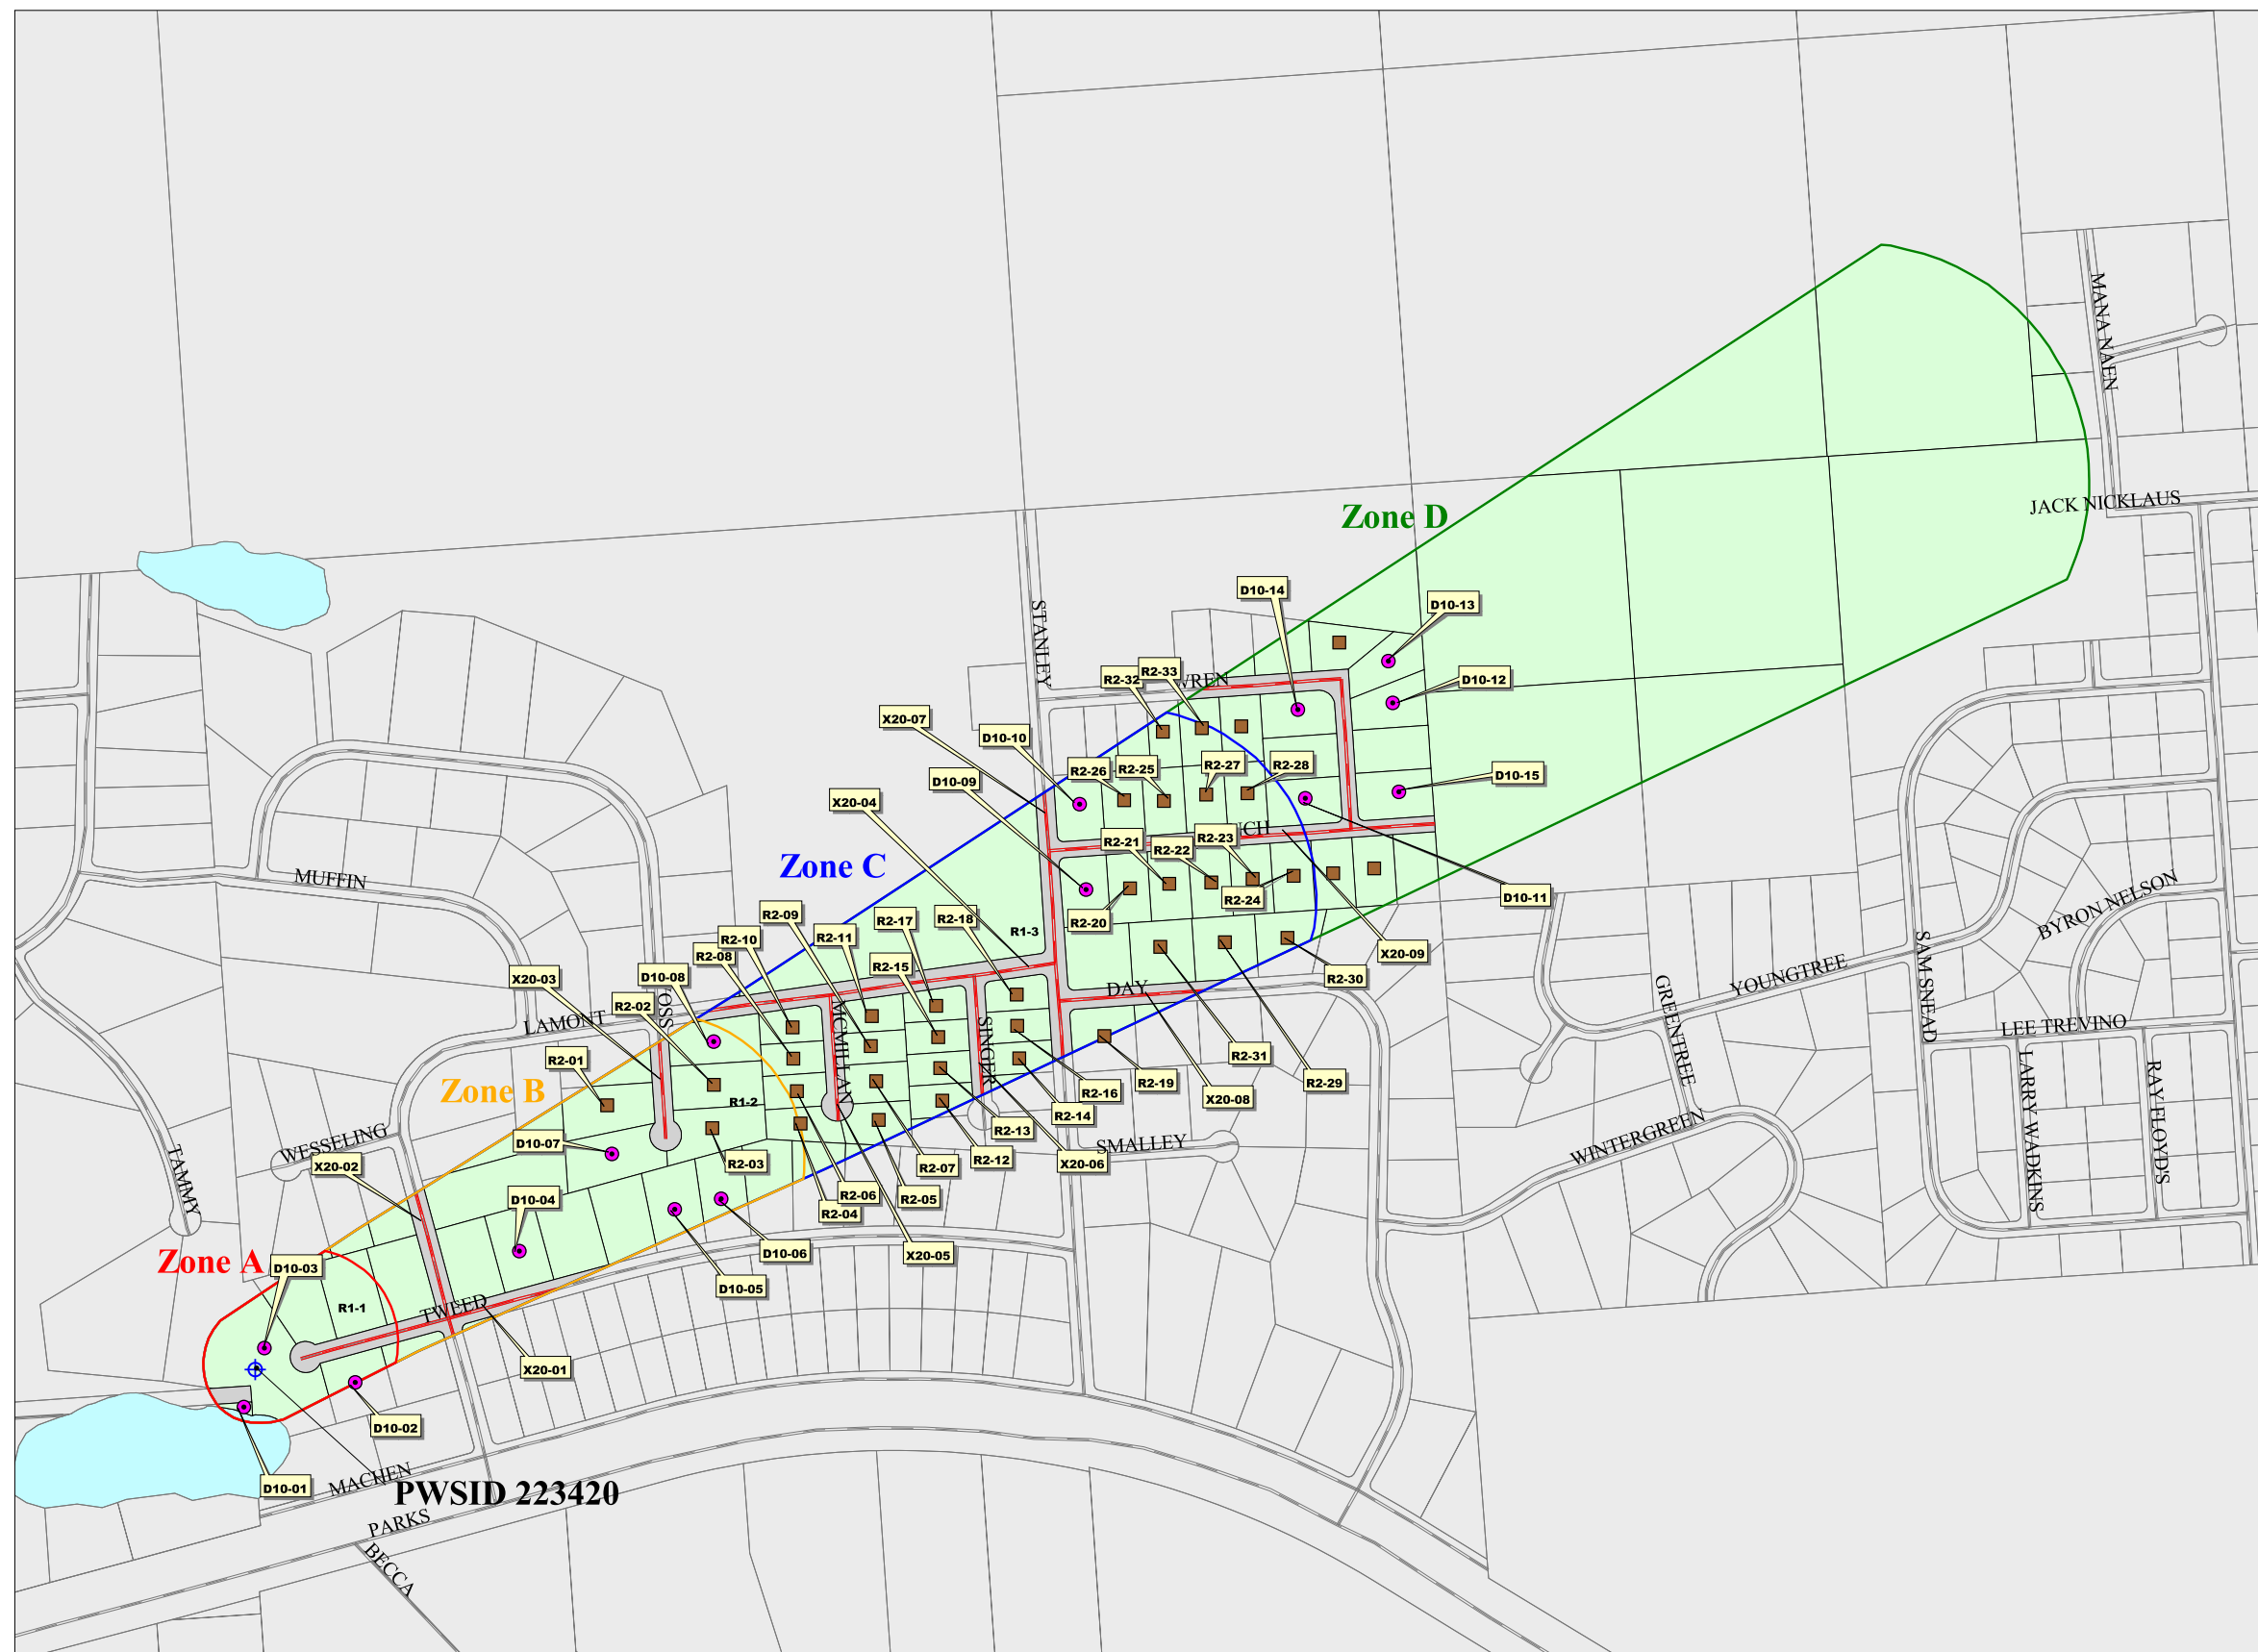 MANA NAEN
JACK NICKLAUS
Zone D
D10-14
D10-13
STANLEY
R2-33
R2-32
WREN
D10-12
X20-07
D10-10
R2-26
R2-25
R2-27
R2-28
D10-15
D10-09
X20-04
R2-21
R2-22
R2-23
Zone C
MUFFIN
R2-24
D10-11
R2-20
BYRON NELSON
R2-09
R2-17
R2-18
R1-3
R2-10
R2-11
R2-08
R2-15
X20-09
SAM SNEAD
YOUNGTREE
GREENTREE
X20-03
D10-08
R2-30
DAY
R2-02
LAMONT
MCMILLAN
SINGER
LEE TREVINO
R2-01
R2-31
LARRY WADKINS
RAY FLOYD'S
Zone B
R1-2
R2-19
R2-29
R2-16
X20-08
R2-14
R2-13
TAMMY
WESSELING
D10-07
SMALLEY
WINTERGREEN
X20-02
R2-03
R2-07
R2-12
X20-06
D10-04
R2-06
R2-05
R2-04
Zone A
D10-03
D10-06
X20-05
D10-05
R1-1
TWEED
X20-01
D10-02
D10-01
MACHEN
PWSID 223420
PARKS
BECCA